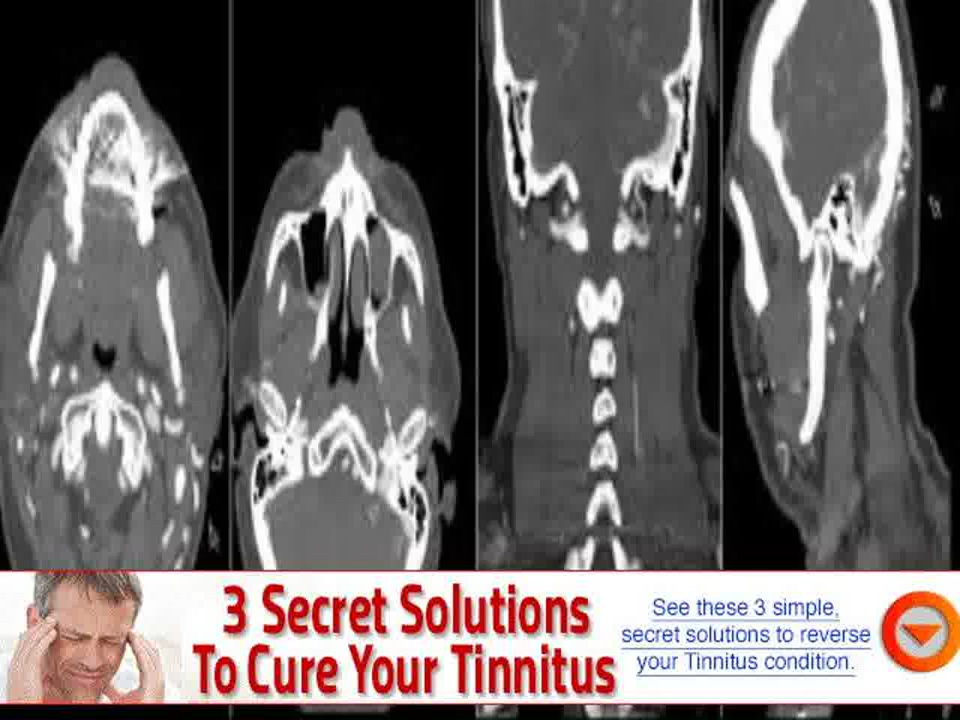 3 Secret Solutions
To Cure Your Tinnitus
See these 3 simple,
secret solutions to reverse
your Tinnitus condition.